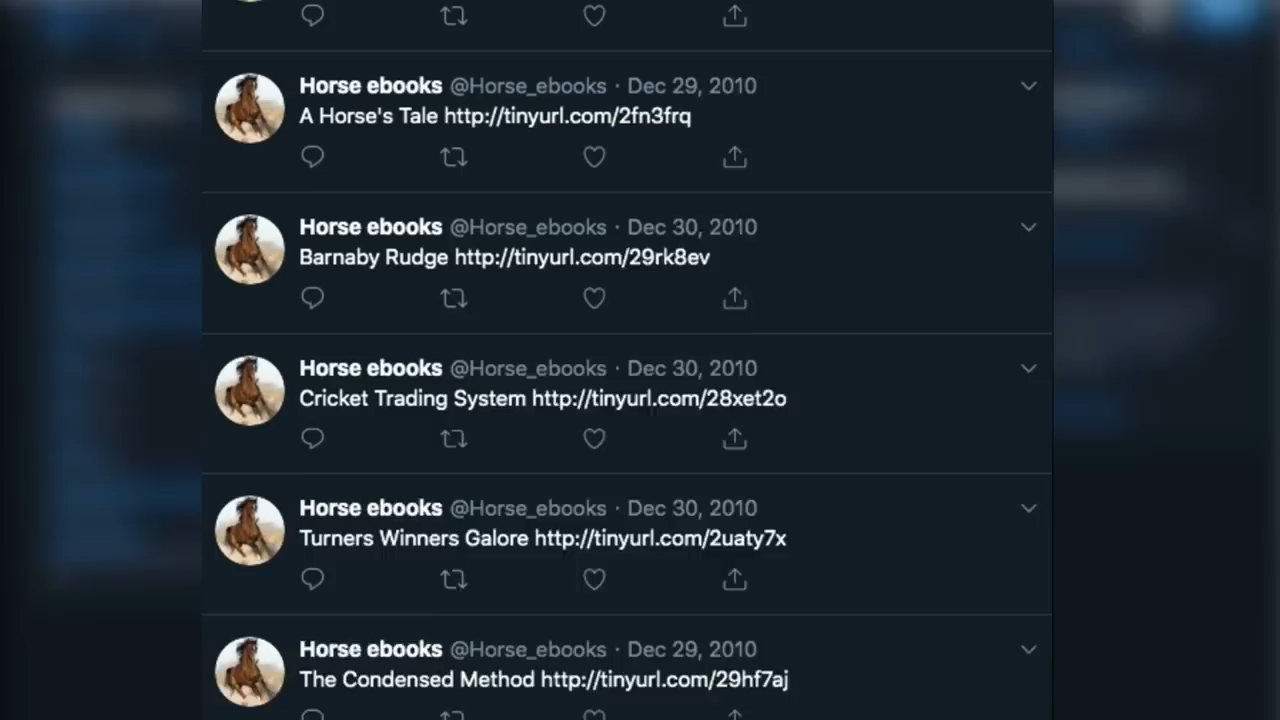 Horse ebooks @Horse_ebooks · Dec 29, 2010
A Horse's Tale http://tinyurl.com/2fn3frq
Horse ebooks @Horse_ebooks · Dec 30, 2010
Barnaby Rudge http://tinyurl.com/29rk8ev
Horse ebooks @Horse_ebooks · Dec 30, 2010
Cricket Trading System http://tinyurl.com/28xet2o
Horse ebooks @Horse_ebooks · Dec 30, 2010
Turners Winners Galore http://tinyurl.com/2uaty7x
Horse ebooks @Horse_ebooks · Dec 29, 2010
The Condensed Method http://tinyurl.com/29hf7aj